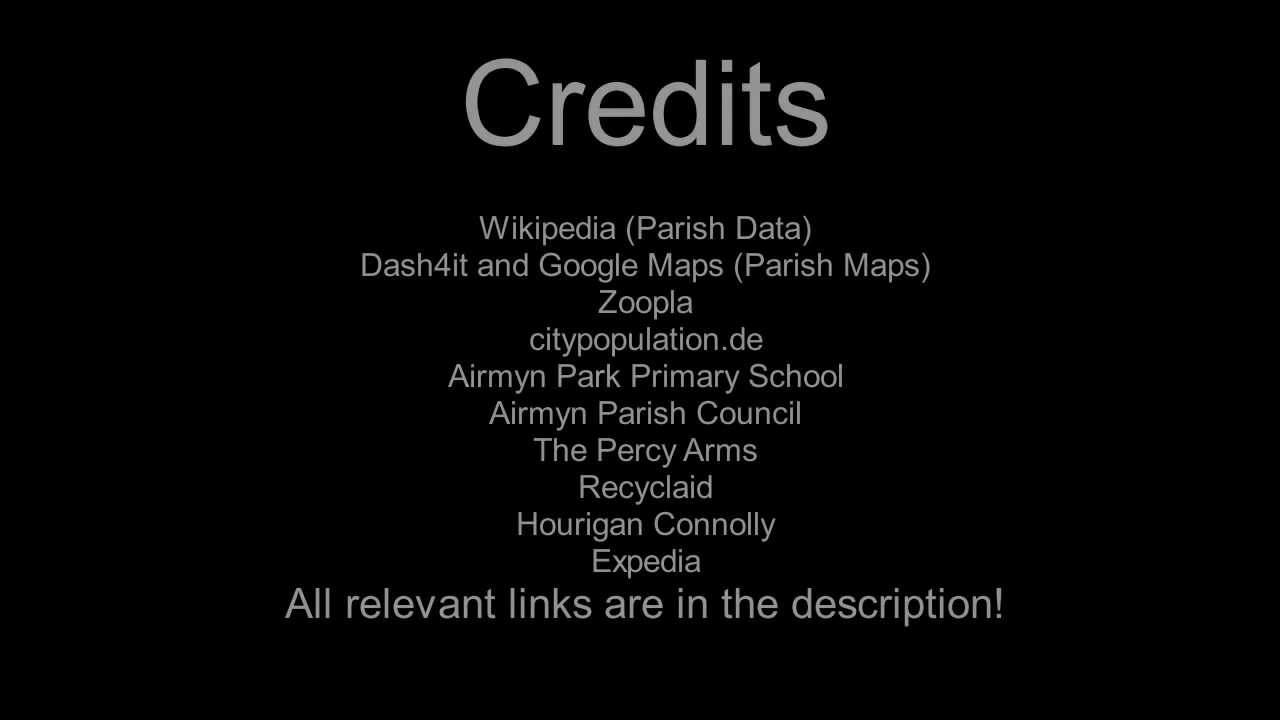 Credits
Wikipedia (Parish Data)
Dash4it and Google Maps (Parish Maps)
Zoopla
citypopulation.de
Airmyn Park Primary School
Airmyn Parish Council
The Percy Arms
Recyclaid
Hourigan Connolly
Expedia
All relevant links are in the description!